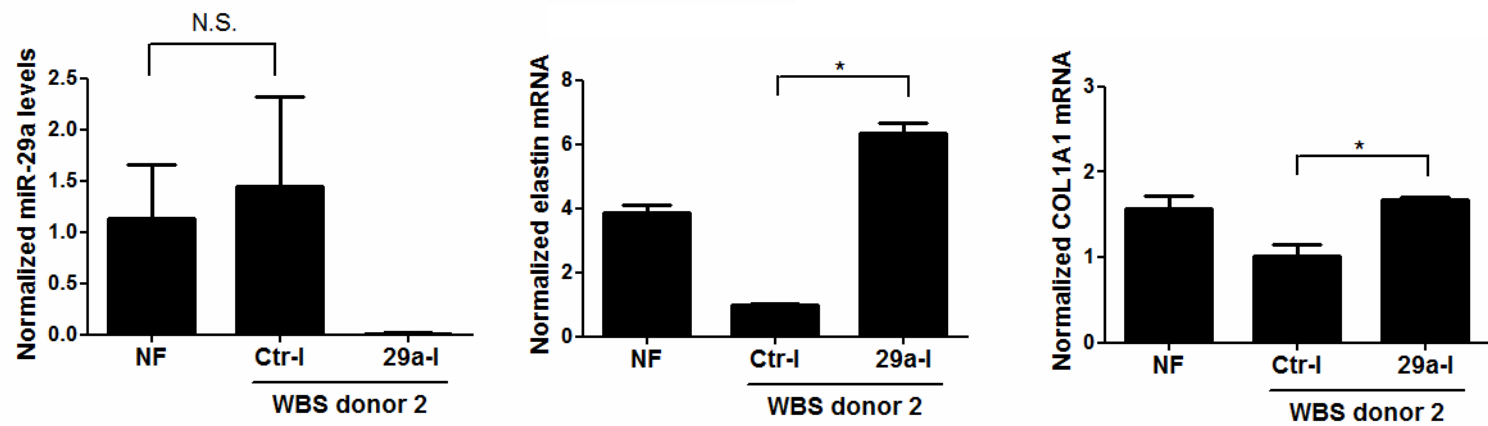 N.S.
Normalized miR-29a levels
2.5
2.0
1.5
1.0
0.5
0.0
NF
Ctr-I
29a-I
WBS donor 2
*
Normalized elastin mRNA
8
6
4
2
0
NF
Ctr-I
29a-I
WBS donor 2
*
Normalized COL1A1 mRNA
3
2
1
0
NF
Ctr-I
29a-I
WBS donor 2